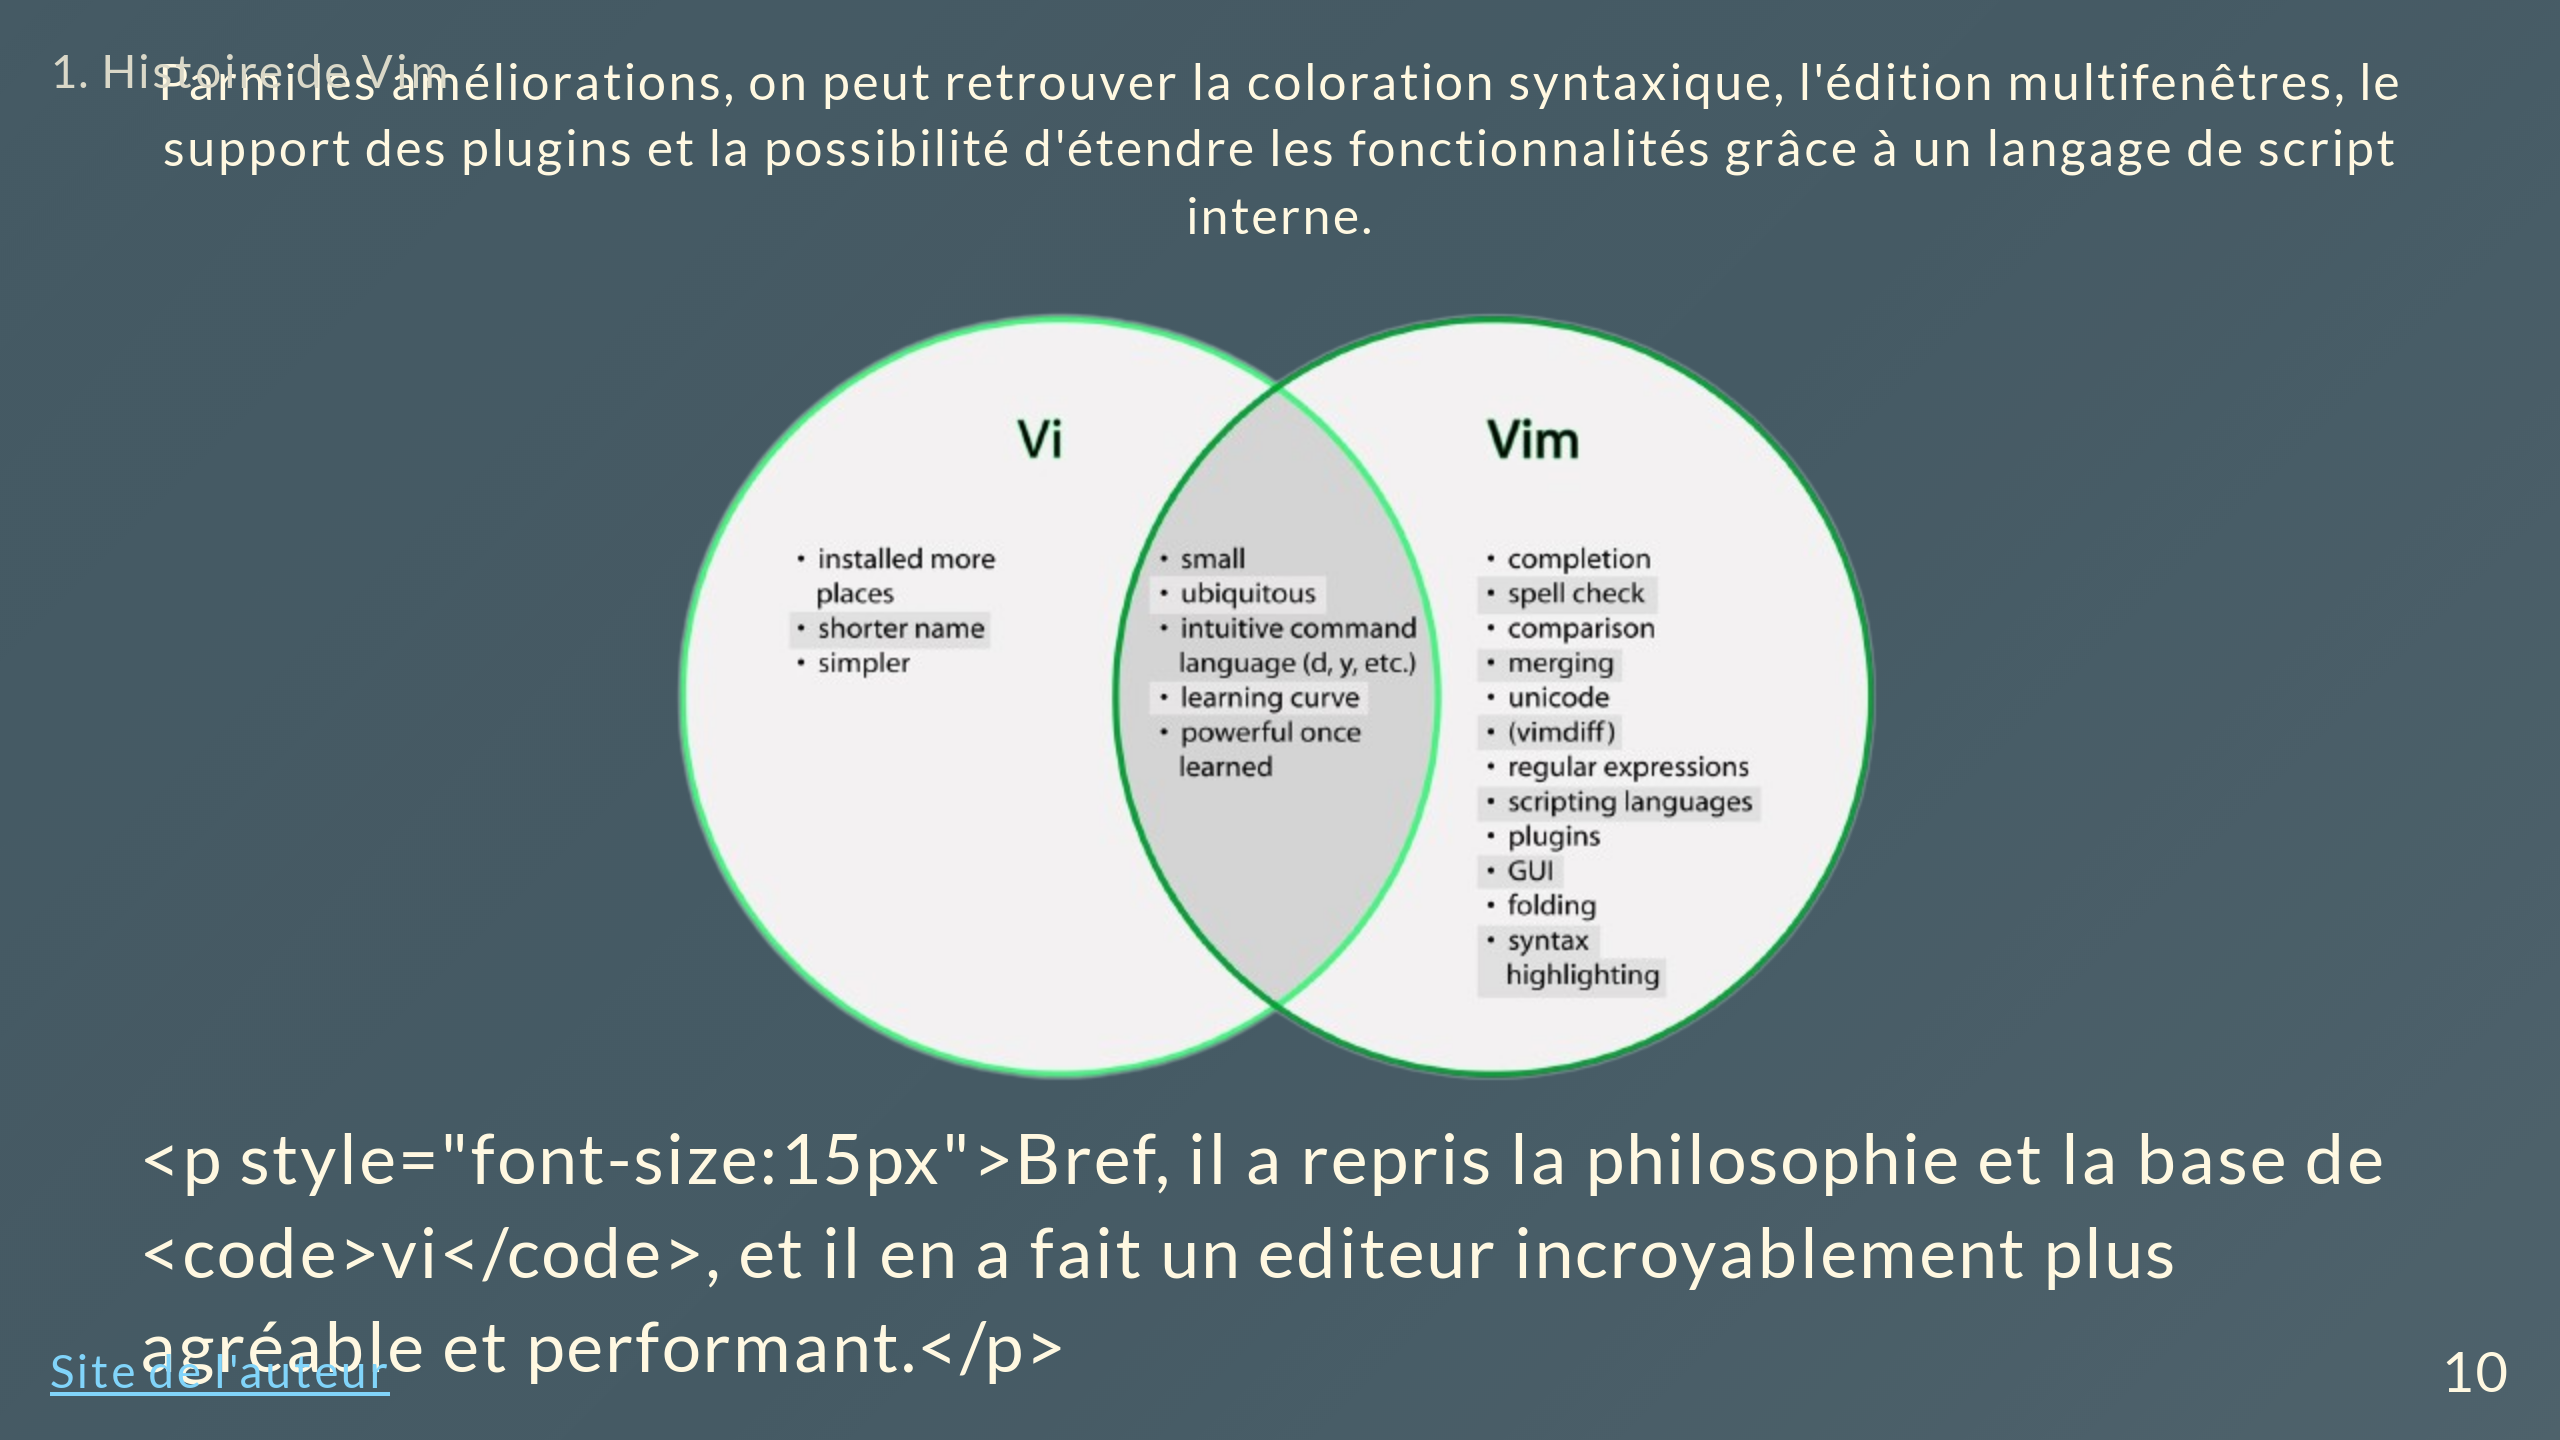 1. Histoire de Vim
Parmi les améliorations, on peut retrouver la coloration syntaxique, l'édition multifenêtres, le
support des plugins et la possibilité d'étendre les fonctionnalités grâce à un langage de script
interne.
Vi
• installed more
places
• shorter name
• simpler
• small
• ubiquitous
• intuitive command
language (d, y, etc.)
• learning curve
• powerful once
learned
Vim
• completion
• spell check
• comparison
• merging
• unicode
• (vimdiff)
• regular expressions
• scripting languages
• plugins
• GUI
• folding
• syntax
highlighting
<p style="font-size:15px">Bref, il a repris la philosophie et la base de
<code>vi</code>, et il en a fait un editeur incroyablement plus
agréable et performant.</p>
Site de l'auteur
10